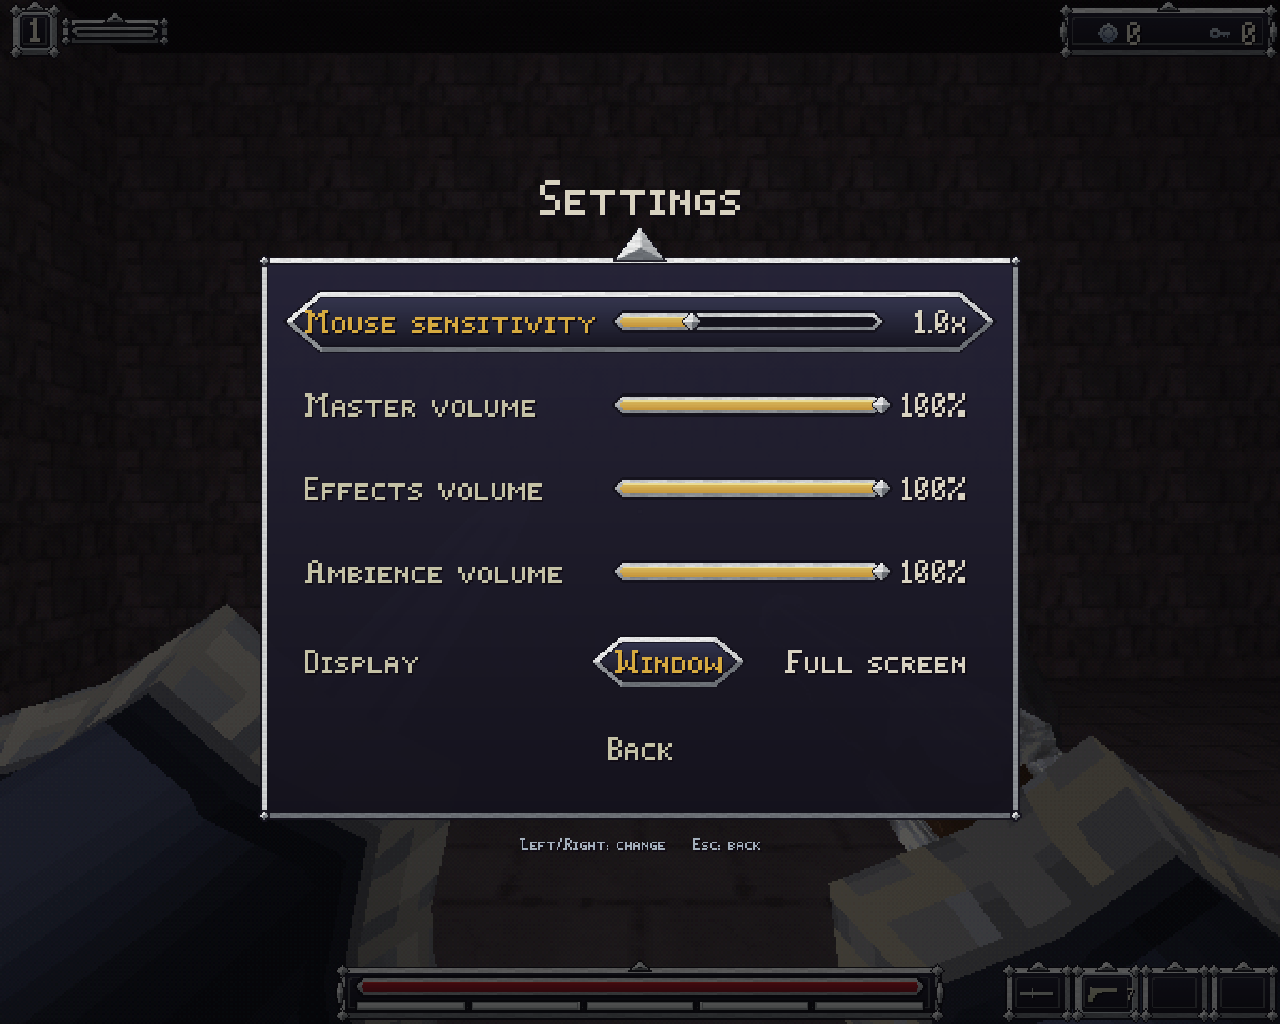 1
0 0
Settings
Mouse sensitivity 1.0x
Master volume 100%
Effects volume 100%
Ambience volume 100%
Display Window Full screen
Back
Left/Right: change Esc: back
7